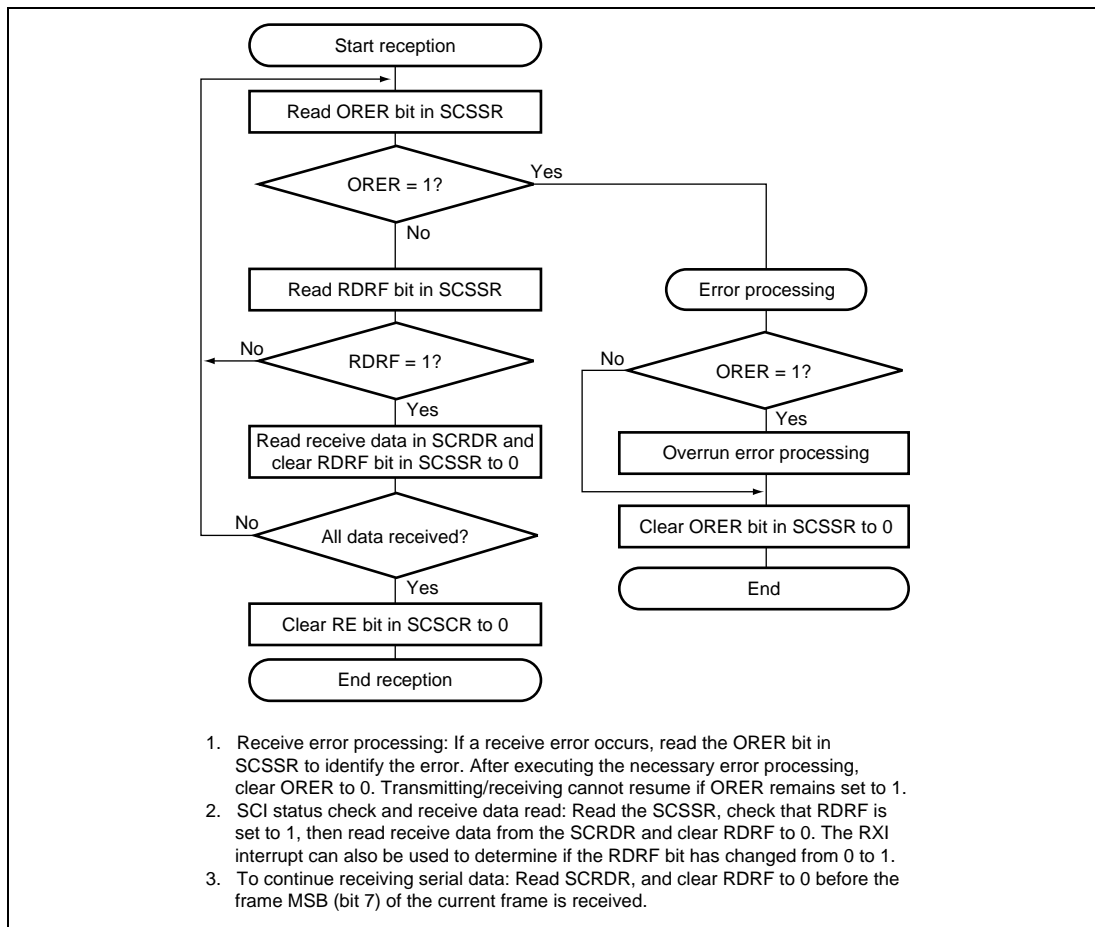 Start reception
Read ORER bit in SCSSR
ORER = 1?
Yes
No
Read RDRF bit in SCSSR
RDRF = 1?
No
Yes
Read receive data in SCRDR and
clear RDRF bit in SCSSR to 0
All data received?
No
Yes
Clear RE bit in SCSCR to 0
End reception
Error processing
ORER = 1?
No
Yes
Overrun error processing
Clear ORER bit in SCSSR to 0
End
1. Receive error processing: If a receive error occurs, read the ORER bit in
SCSSR to identify the error. After executing the necessary error processing,
clear ORER to 0. Transmitting/receiving cannot resume if ORER remains set to 1.
2. SCI status check and receive data read: Read the SCSSR, check that RDRF is
set to 1, then read receive data from the SCRDR and clear RDRF to 0. The RXI
interrupt can also be used to determine if the RDRF bit has changed from 0 to 1.
3. To continue receiving serial data: Read SCRDR, and clear RDRF to 0 before the
frame MSB (bit 7) of the current frame is received.